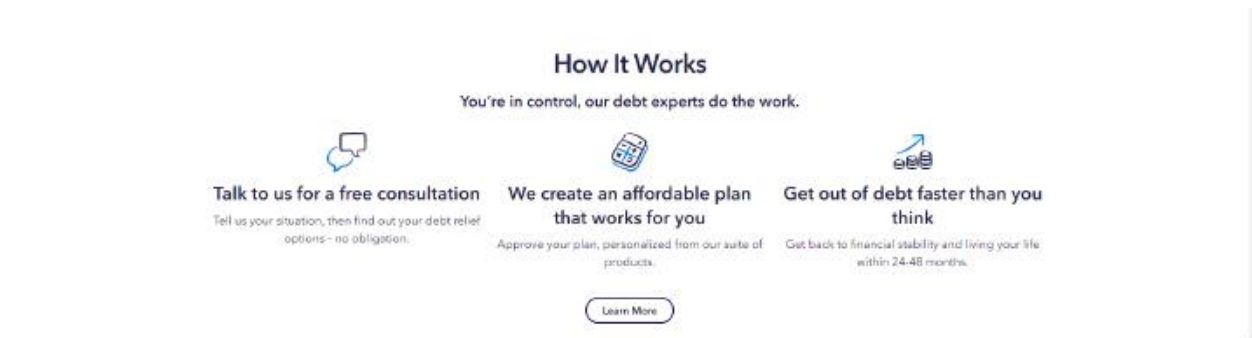 How It Works
You're in control, our debt experts do the work.
Talk to us for a free consultation
Tell us your situation, then find out your debt relief
options - no obligation.
We create an affordable plan
that works for you
Approve your plan, personalized from our suite of
products.
Get out of debt faster than you
think
Get back to financial stability and living your life
within 24-48 months.
Learn More